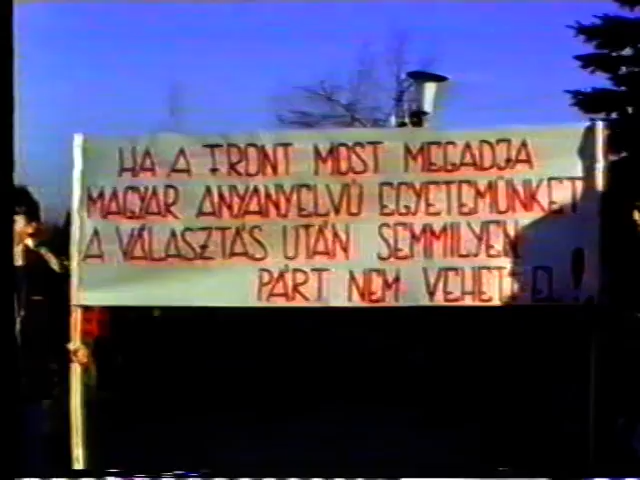 HA A FRONT MOST MEGADJA
MAGYAR ANYANYELVŰ EGYETEMÜNKET
A VÁLASZTÁS UTÁN SEMMILYEN
PÁRT NEM VEHETI EL!